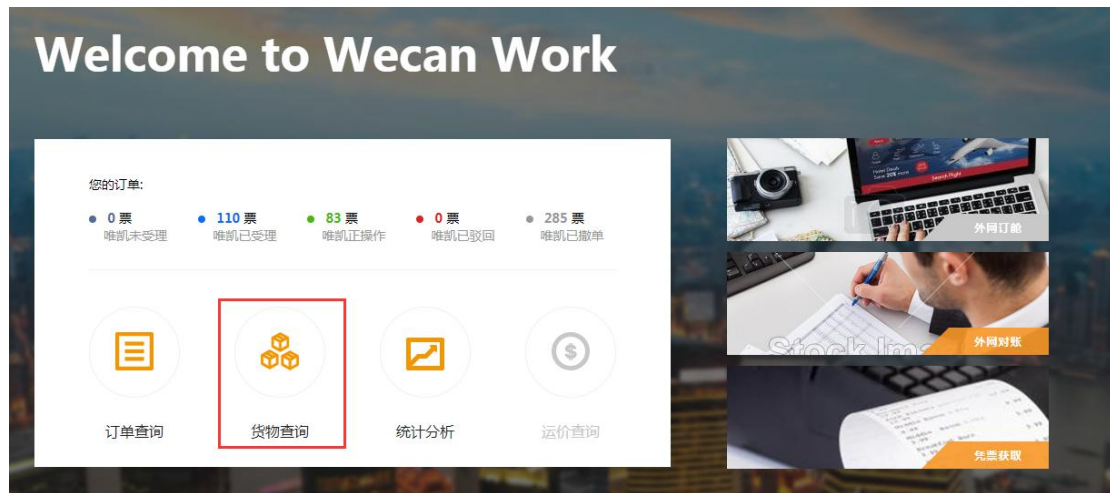 Welcome to Wecan Work
您的订单:
0 票
唯凯未受理
110 票
唯凯已受理
83 票
唯凯正操作
0 票
唯凯已驳回
285 票
唯凯已撤单
订单查询
货物查询
统计分析
运价查询
Search Flight
外网订舱
外网对账
凭票获取